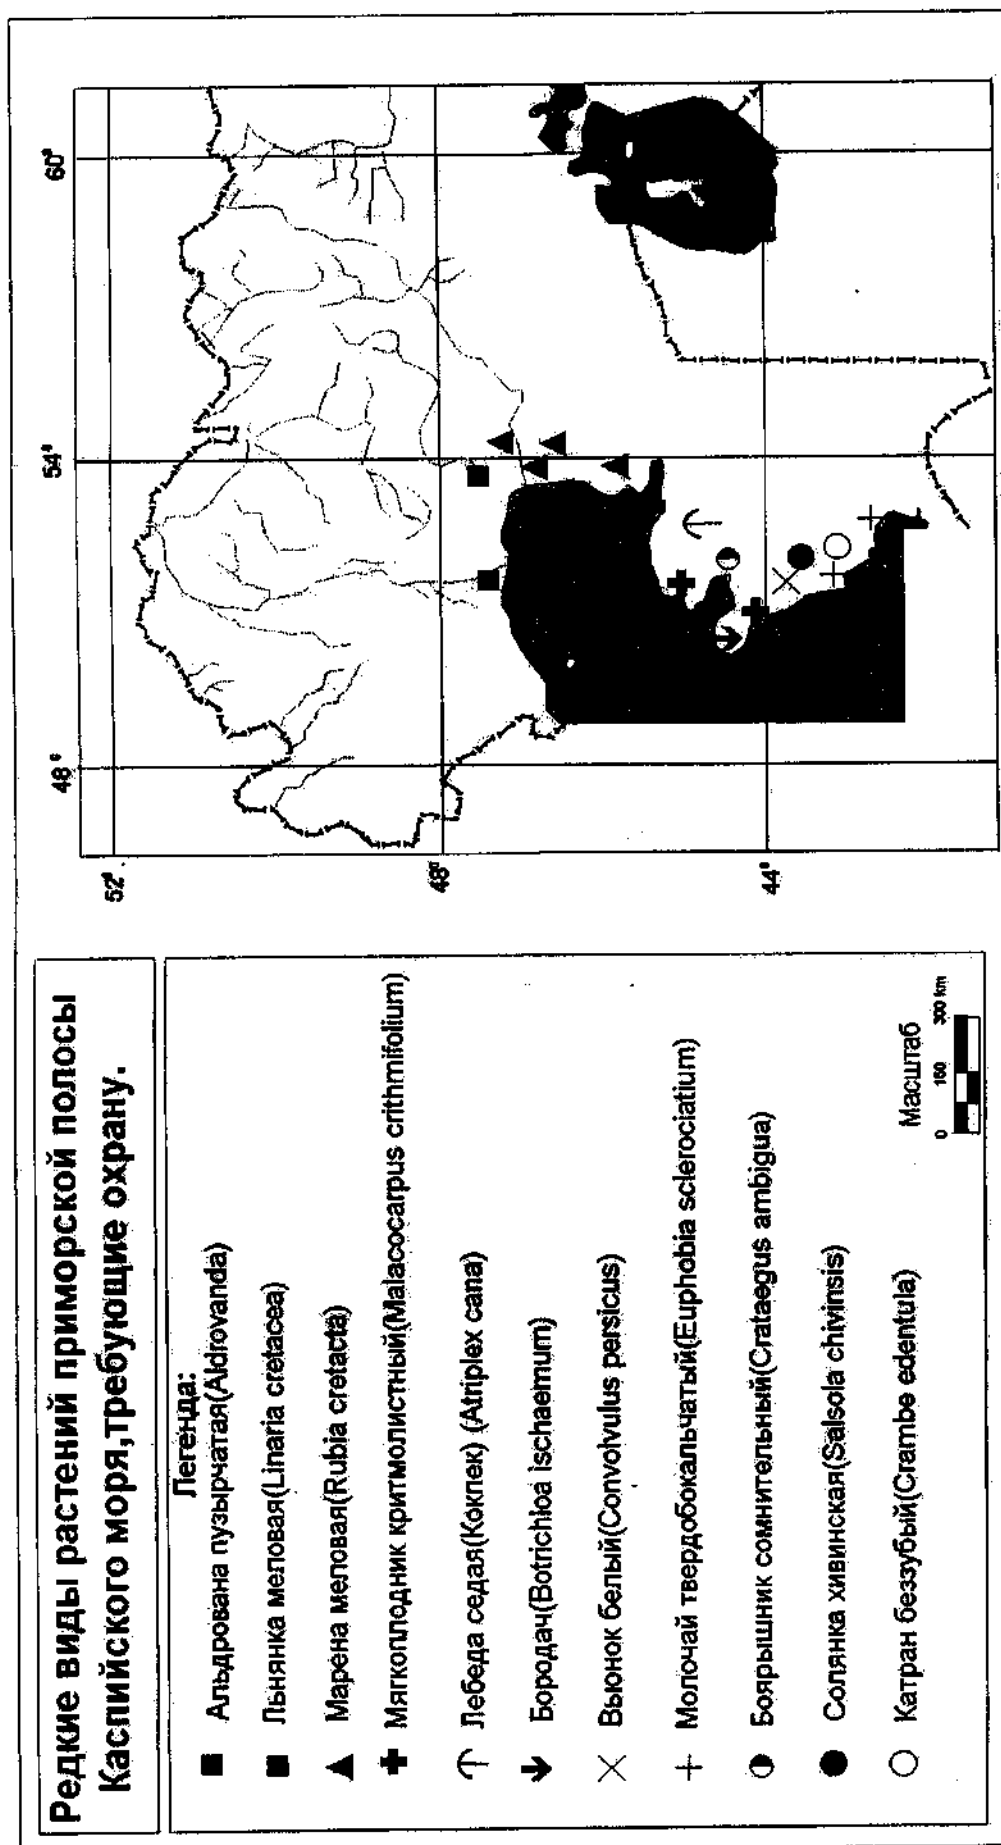 Редкие виды растений приморской полосы
Каспийского моря,требующие охрану.
Легенда:
Альдрована пузырчатая(Aldrovanda)
Льнянка меловая(Linaria cretacea)
Марена меловая(Rubia cretacta)
Мягкоплодник критмолистный(Malacocarpus crithmifolium)
Лебеда седая(Кокпек) (Atriplex cana)
Бородач(Botrichloa ischaemum)
Вьюнок белый(Convolvulus persicus)
Молочай твердобокальчатый(Euphobia sclerociatium)
Боярышник сомнительный(Crataegus ambigua)
Солянка хивинская(Salsola chivinsis)
Катран беззубый(Crambe edentula)
Масштаб
0 150 300 km
48° 54° 60°
52°
48°
44°